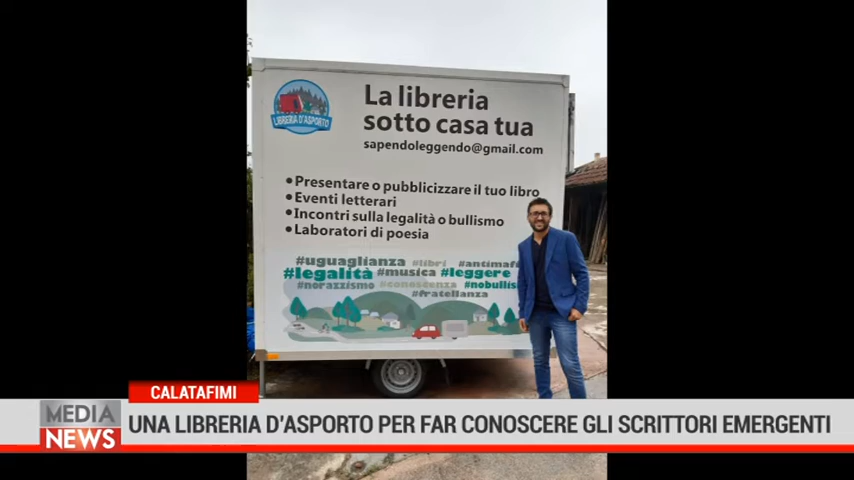 LIBRERIA D'ASPORTO
La libreria
sotto casa tua
sapendoleggendo@gmail.com
•Presentare o pubblicizzare il tuo libro
•Eventi letterari
•Incontri sulla legalità o bullismo
•Laboratori di poesia
#uguaglianza #libri #antimafi
#legalità #musica #leggere
#norazzismo #conoscenza #nobullis
#fratellanza
CALATAFIMI
MEDIA
NEWS
UNA LIBRERIA D'ASPORTO PER FAR CONOSCERE GLI SCRITTORI EMERGENTI